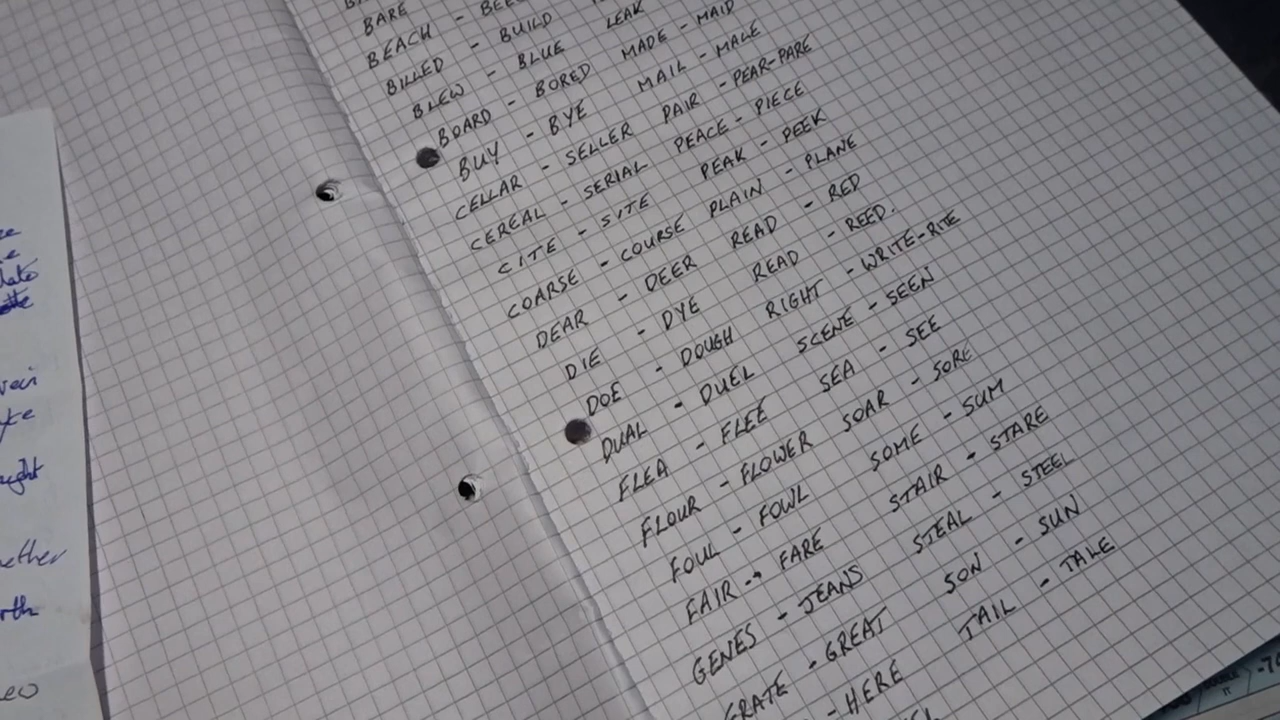 BARE
BEACH -
BILLED - BUILD
BLEW - BLUE LEAK
BOARD - BORED MADE - MAID
BUY - BYE MAIL - MALE
CELLAR - SELLER PAIR - PEAR-PARE
CEREAL - SERIAL PEACE - PIECE
CITE - SITE PEAK - PEEK
COARSE - COURSE PLAIN - PLANE
DEAR - DEER READ - RED
DIE - DYE READ - REED.
DOE - DOUGH RIGHT - WRITE-RITE
DUAL - DUEL SCENE - SEEN
FLEA - FLEE SEA - SEE
FLOUR - FLOWER SOAR - SORE
FOUL - FOWL SOME - SUM
FAIR - FARE STAIR - STARE
GENES - JEANS STEAL - STEEL
GRATE - GREAT SON - SUN
- HERE TAIL - TALE